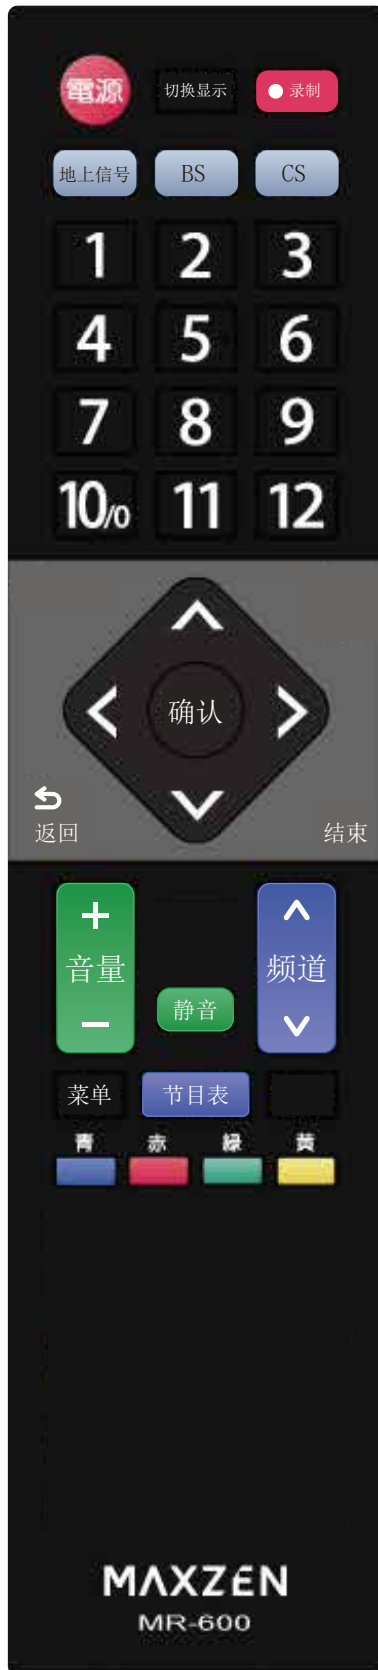 電源 切换显示 录制
地上信号 BS CS
1 2 3
4 5 6
7 8 9
10/0 11 12
确认
返回 结束
+
音量 频道
静音
−
菜单 节目表
青 赤 緑 黄
MAXZEN
MR-600